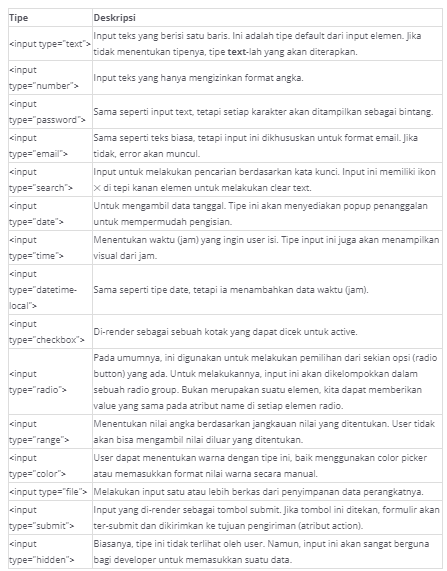 Tipe Deskripsi
<input type="text"> Input teks yang berisi satu baris. Ini adalah tipe default dari input elemen. Jika
tidak menentukan tipenya, tipe text-lah yang akan diterapkan.
<input
type="number"> Input teks yang hanya mengizinkan format angka.
<input
type="password"> Sama seperti input text, tetapi setiap karakter akan ditampilkan sebagai bintang.
<input
type="email"> Sama seperti teks biasa, tetapi input ini dikhususkan untuk format email. Jika
tidak, error akan muncul.
<input
type="search"> Input untuk melakukan pencarian berdasarkan kata kunci. Input ini memiliki ikon
× di tepi kanan elemen untuk melakukan clear text.
<input
type="date"> Untuk mengambil data tanggal. Tipe ini akan menyediakan popup penanggalan
untuk mempermudah pengisian.
<input
type="time"> Menentukan waktu (jam) yang ingin user isi. Tipe input ini juga akan menampilkan
visual dari jam.
<input
type="datetime-
local"> Sama seperti tipe date, tetapi ia menambahkan data waktu (jam).
<input
type="checkbox"> Di-render sebagai sebuah kotak yang dapat dicek untuk active.
<input
type="radio"> Pada umumnya, ini digunakan untuk melakukan pemilihan dari sekian opsi (radio
button) yang ada. Untuk melakukannya, input ini akan dikelompokkan dalam
sebuah radio group. Bukan merupakan suatu elemen, kita dapat memberikan
value yang sama pada atribut name di setiap elemen radio.
<input
type="range"> Menentukan nilai angka berdasarkan jangkauan nilai yang ditentukan. User tidak
akan bisa mengambil nilai diluar yang ditentukan.
<input
type="color"> User dapat menentukan warna dengan tipe ini, baik menggunakan color picker
atau memasukkan format nilai warna secara manual.
<input type="file"> Melakukan input satu atau lebih berkas dari penyimpanan data perangkatnya.
<input
type="submit"> Input yang di-render sebagai tombol submit. Jika tombol ini ditekan, formulir akan
ter-submit dan dikirimkan ke tujuan pengiriman (atribut action).
<input
type="hidden"> Biasanya, tipe ini tidak terlihat oleh user. Namun, input ini akan sangat berguna
bagi developer untuk memasukkan suatu data.